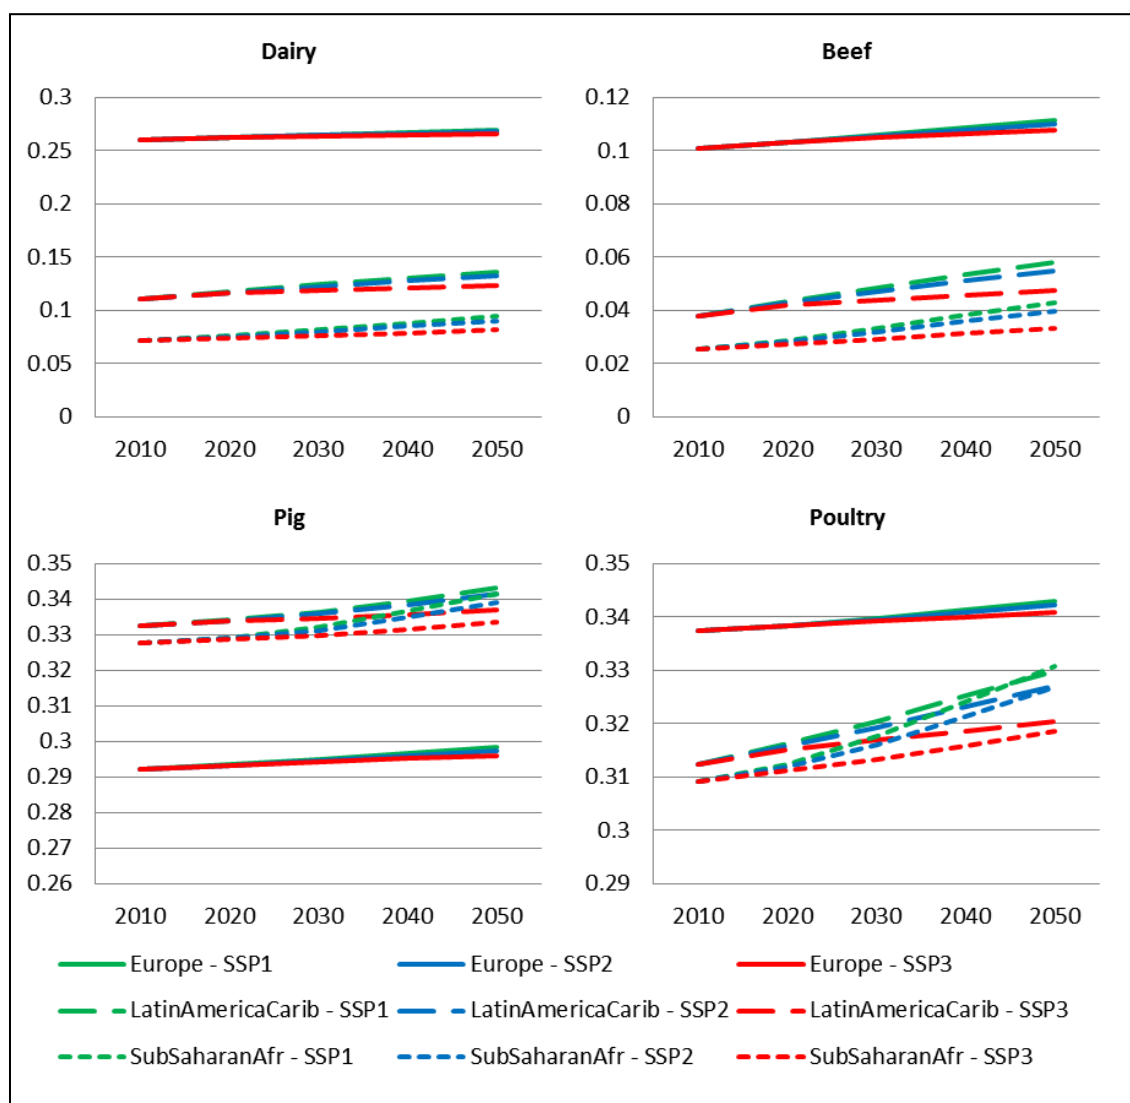 Dairy
0.3
0.25
0.2
0.15
0.1
0.05
0
2010 2020 2030 2040 2050
Beef
0.12
0.1
0.08
0.06
0.04
0.02
0
2010 2020 2030 2040 2050
Pig
0.35
0.34
0.33
0.32
0.31
0.3
0.29
0.28
0.27
0.26
2010 2020 2030 2040 2050
Poultry
0.35
0.34
0.33
0.32
0.31
0.3
0.29
2010 2020 2030 2040 2050
Europe - SSP1 Europe - SSP2 Europe - SSP3
LatinAmericaCarib - SSP1 LatinAmericaCarib - SSP2 LatinAmericaCarib - SSP3
SubSaharanAfr - SSP1 SubSaharanAfr - SSP2 SubSaharanAfr - SSP3